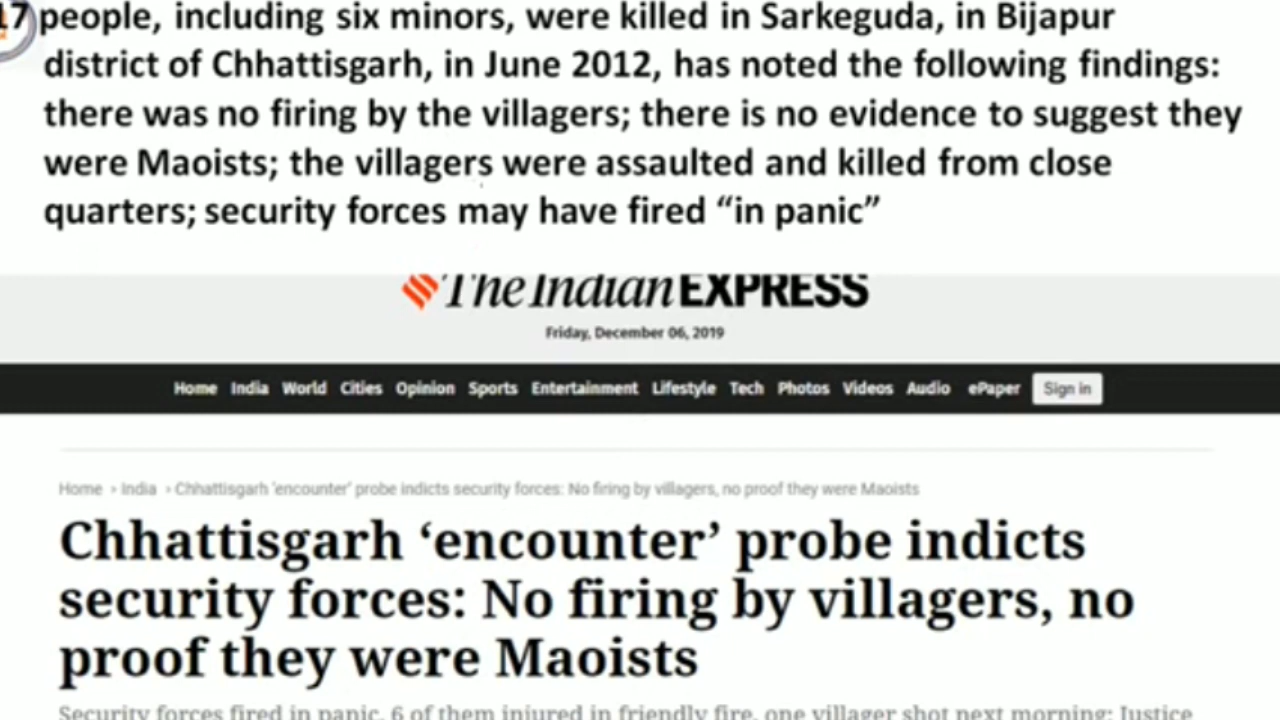 17 people, including six minors, were killed in Sarkeguda, in Bijapur
district of Chhattisgarh, in June 2012, has noted the following findings:
there was no firing by the villagers; there is no evidence to suggest they
were Maoists; the villagers were assaulted and killed from close
quarters; security forces may have fired “in panic”
The Indian EXPRESS
Friday, December 06, 2019
Home India World Cities Opinion Sports Entertainment Lifestyle Tech Photos Videos Audio ePaper Sign in
Home › India › Chhattisgarh 'encounter' probe indicts security forces: No firing by villagers, no proof they were Maoists
Chhattisgarh ‘encounter’ probe indicts
security forces: No firing by villagers, no
proof they were Maoists
Security forces fired in panic, 6 of them injured in friendly fire, one villager shot next morning: Justice